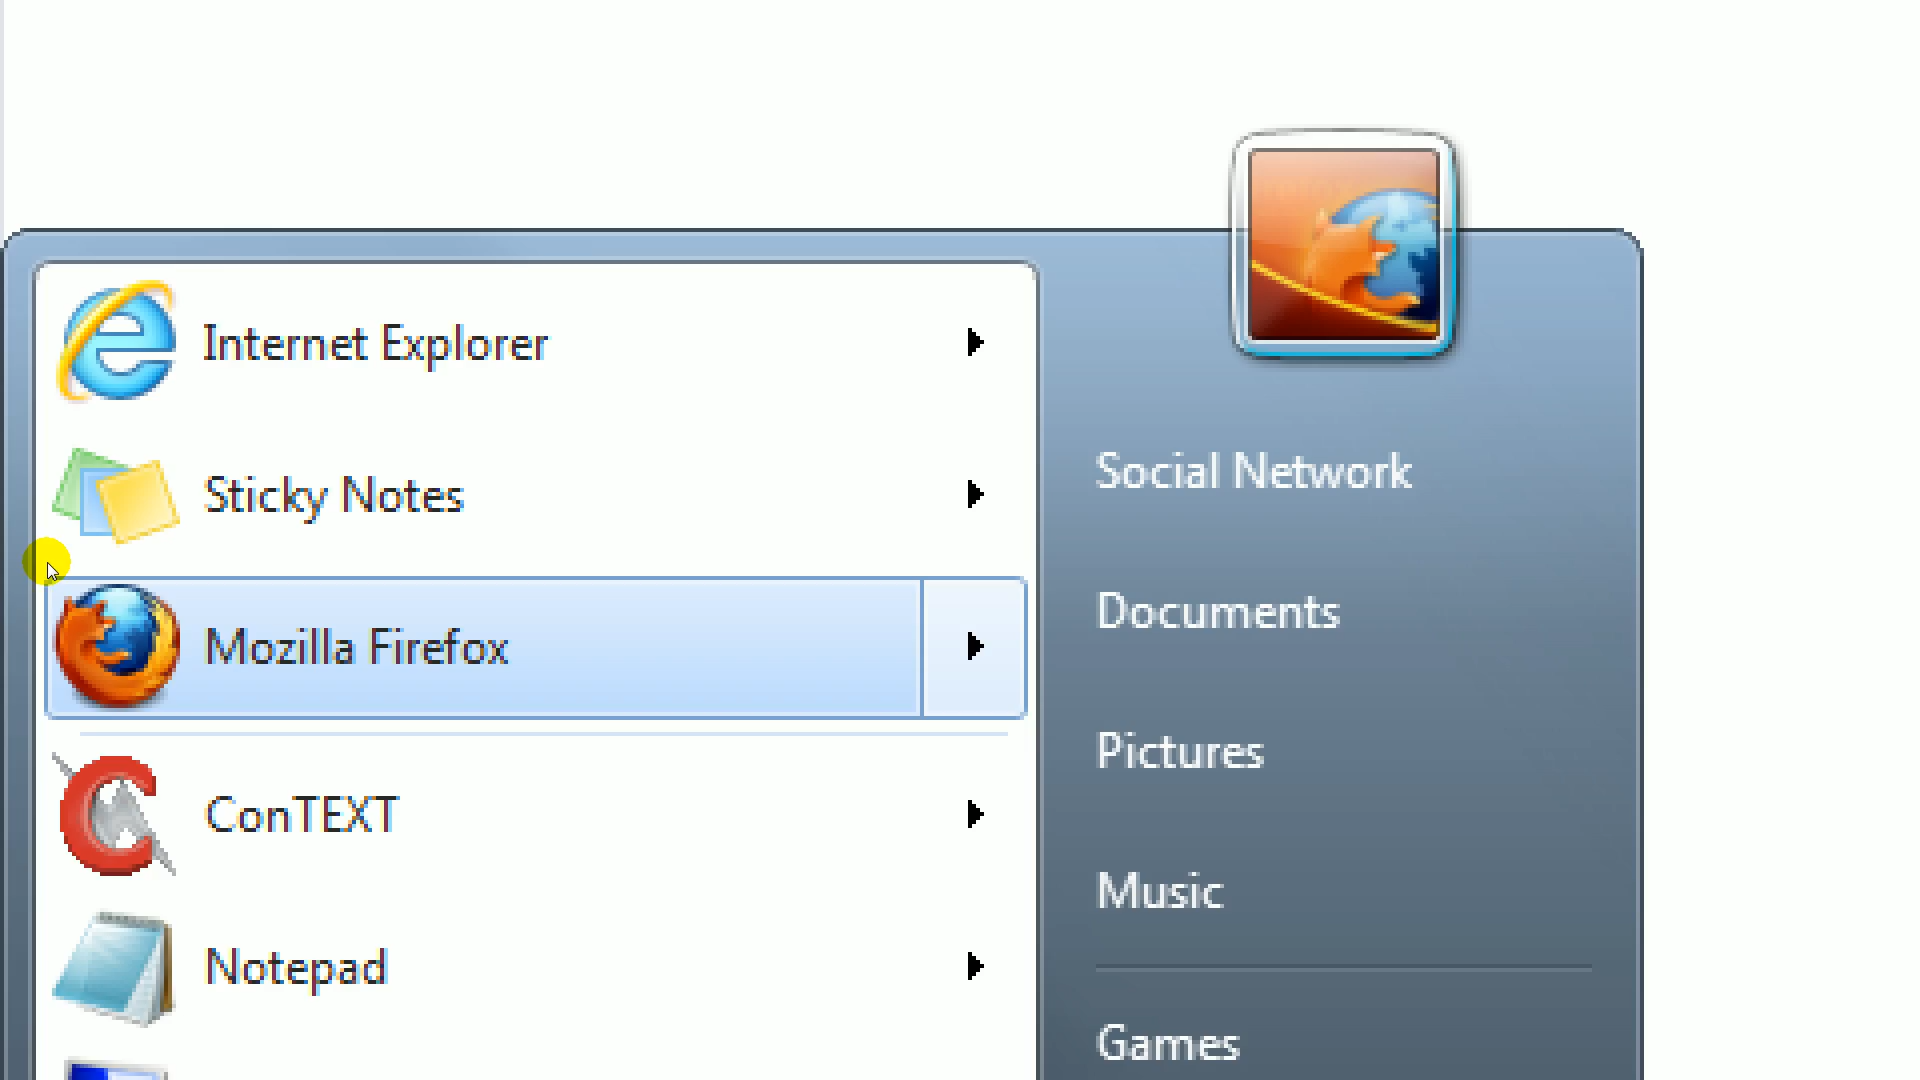 Internet Explorer
Sticky Notes
Mozilla Firefox
ConTEXT
Notepad
Social Network
Documents
Pictures
Music
Games